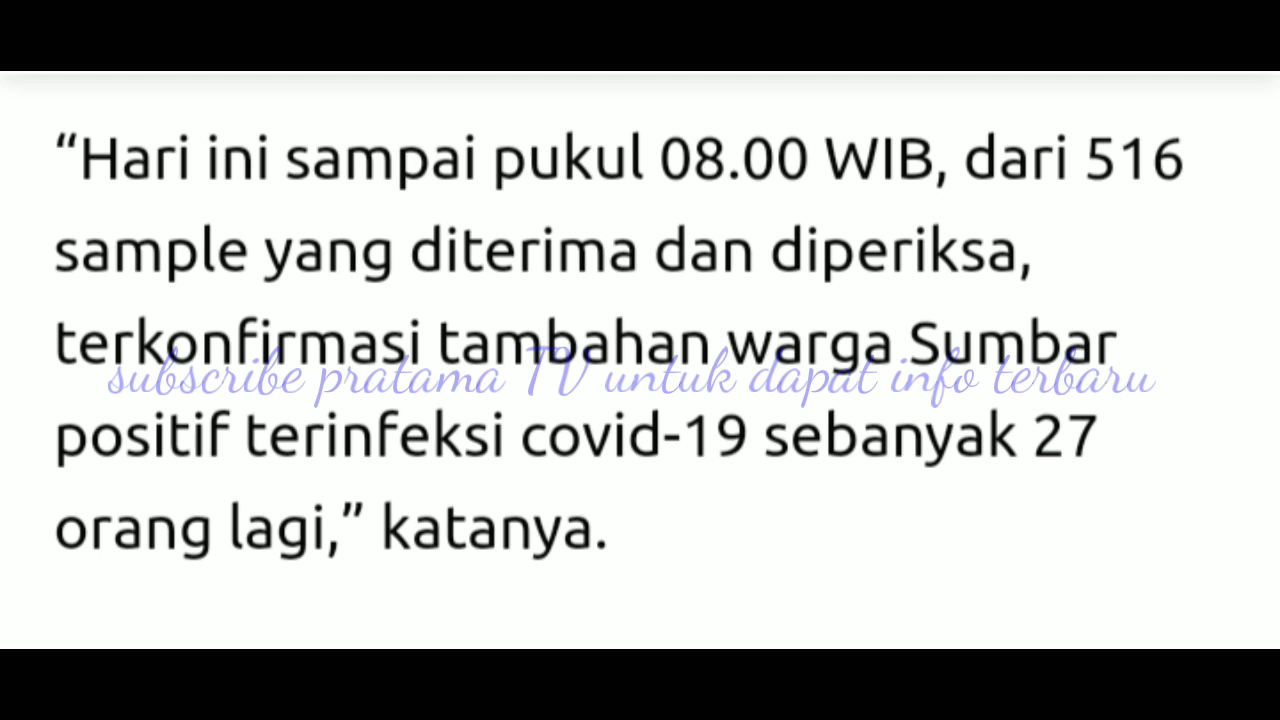 “Hari ini sampai pukul 08.00 WIB, dari 516
sample yang diterima dan diperiksa,
terkonfirmasi tambahan warga Sumbar
subscribe pratama TV untuk dapat info terbaru
positif terinfeksi covid-19 sebanyak 27
orang lagi,” katanya.